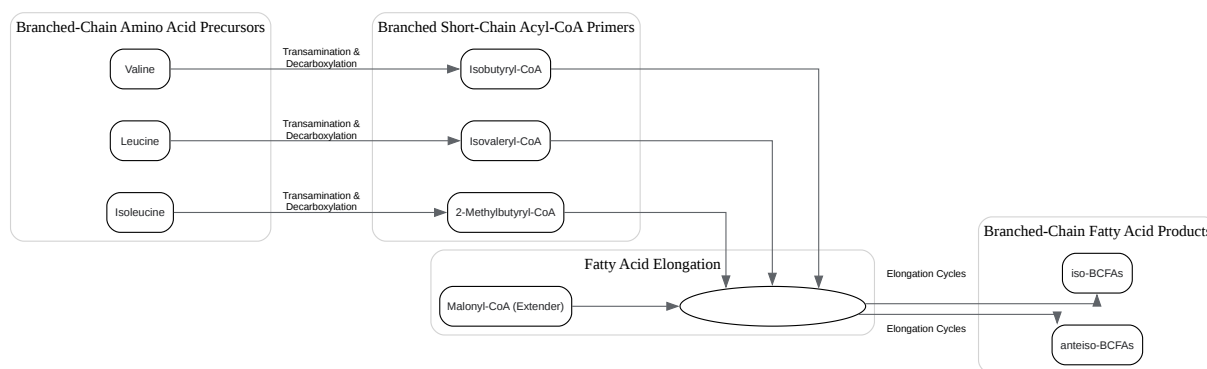 Branched-Chain Amino Acid Precursors
Branched Short-Chain Acyl-CoA Primers
Valine
Transamination &
Decarboxylation
Isobutyryl-CoA
Leucine
Transamination &
Decarboxylation
Isovaleryl-CoA
Isoleucine
Transamination &
Decarboxylation
2-Methylbutyryl-CoA
Fatty Acid Elongation
Malonyl-CoA (Extender)
Elongation Cycles
Elongation Cycles
Branched-Chain Fatty Acid Products
iso-BCFAs
anteiso-BCFAs